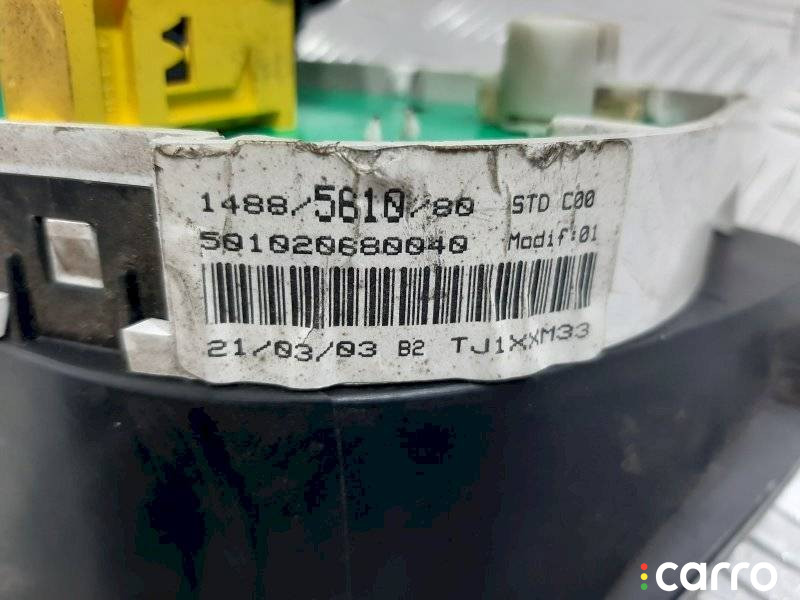 1488/5610/80 STD C00
501020680040 Modif:01
21/03/03 B2 TJ1XXM33
carro